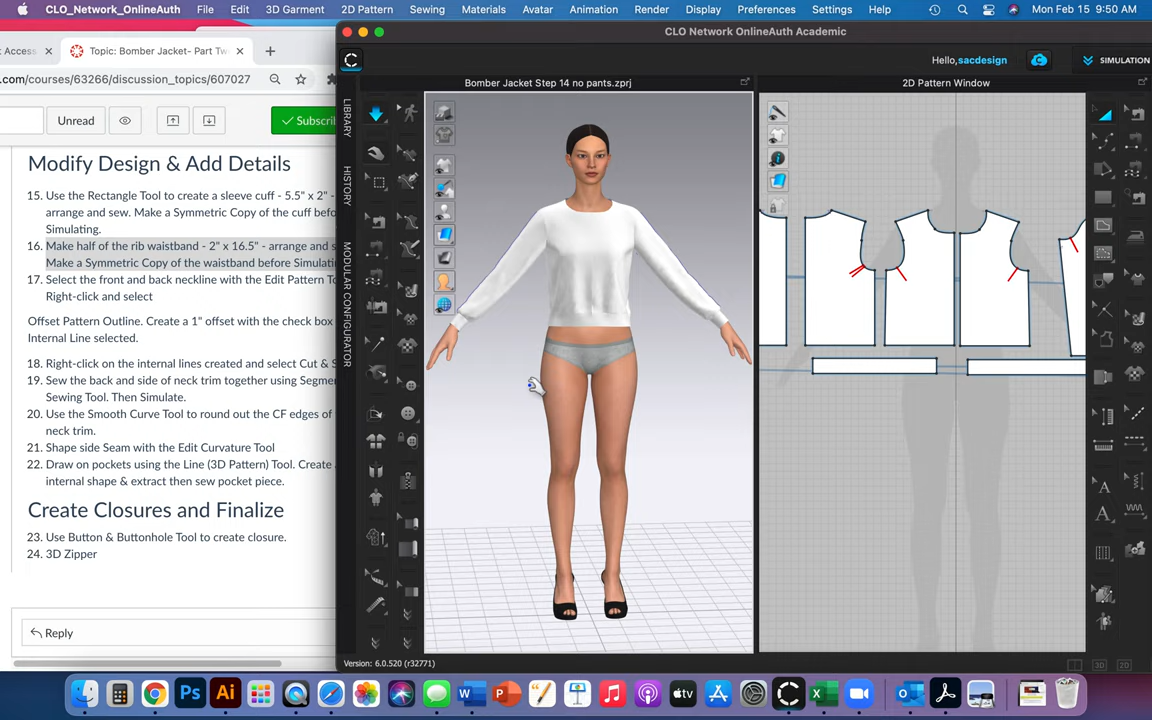 CLO_Network_OnlineAuth File Edit 3D Garment 2D Pattern Sewing Materials Avatar Animation Render Display Preferences Settings Help Mon Feb 15 9:50 AM
Access
Topic: Bomber Jacket- Part Tw
CLO Network OnlineAuth Academic
.com/courses/63266/discussion_topics/607027
Hello,sacdesign
SIMULATION
Bomber Jacket Step 14 no pants.zprj
2D Pattern Window
Unread
Subscrib
LIBRARY
HISTORY
MODULAR CONFIGURATOR
Modify Design & Add Details
15. Use the Rectangle Tool to create a sleeve cuff - 5.5" x 2" -
arrange and sew. Make a Symmetric Copy of the cuff befo
Simulating.
16. Make half of the rib waistband - 2" x 16.5" - arrange and s
Make a Symmetric Copy of the waistband before Simulati
17. Select the front and back neckline with the Edit Pattern To
Right-click and select
Offset Pattern Outline. Create a 1" offset with the check box
Internal Line selected.
18. Right-click on the internal lines created and select Cut & S
19. Sew the back and side of neck trim together using Segmen
Sewing Tool. Then Simulate.
20. Use the Smooth Curve Tool to round out the CF edges of
neck trim.
21. Shape side Seam with the Edit Curvature Tool
22. Draw on pockets using the Line (3D Pattern) Tool. Create
internal shape & extract then sew pocket piece.
Create Closures and Finalize
23. Use Button & Buttonhole Tool to create closure.
24. 3D Zipper
Reply
Version: 6.0.520 (r32771)
3D
2D
Ps
Ai
tv